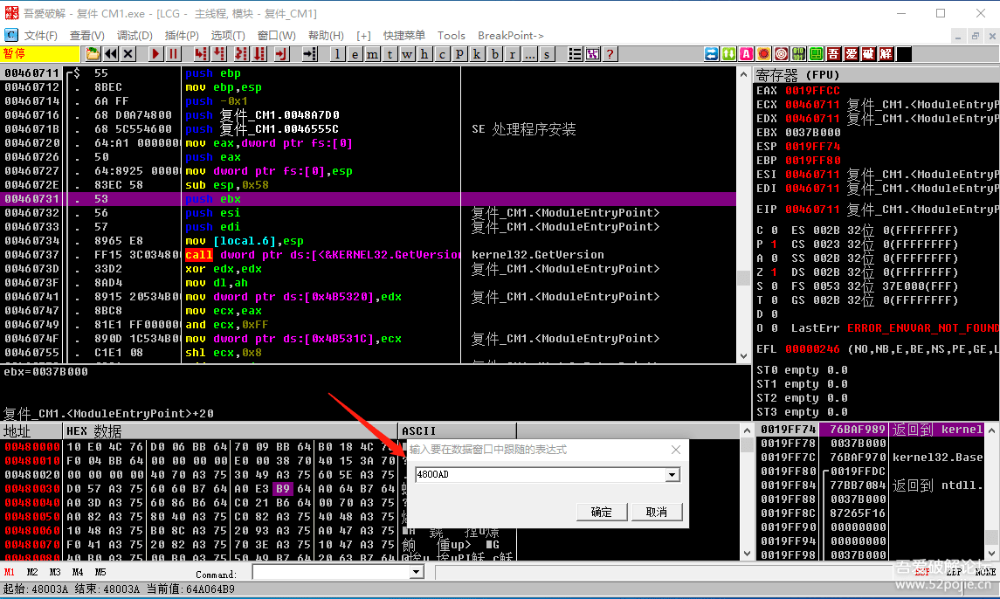 吾爱破解 - 复件 CM1.exe - [LCG - 主线程, 模块 - 复件_CM1]
文件(F) 查看(V) 调试(D) 插件(P) 选项(T) 窗口(W) 帮助(H) [+] 快捷菜单 Tools BreakPoint->
暂停 l e m t w h c p k b r ... s ? A 吾 爱 破 解
00460711 $ 55 push ebp
00460712 . 8BEC mov ebp,esp
00460714 . 6A FF push -0x1
00460716 . 68 D0A74800 push 复件_CM1.0048A7D0
0046071B . 68 5C554600 push 复件_CM1.0046555C SE 处理程序安装
00460720 . 64:A1 0000000 mov eax,dword ptr fs:[0]
00460726 . 50 push eax
00460727 . 64:8925 00000 mov dword ptr fs:[0],esp
0046072E . 83EC 58 sub esp,0x58
00460731 . 53 push ebx
00460732 . 56 push esi 复件_CM1.<ModuleEntryPoint>
00460733 . 57 push edi 复件_CM1.<ModuleEntryPoint>
00460734 . 8965 E8 mov [local.6],esp
00460737 . FF15 3C034800 call dword ptr ds:[<&KERNEL32.GetVersion kernel32.GetVersion
0046073D . 33D2 xor edx,edx 复件_CM1.<ModuleEntryPoint>
0046073F . 8AD4 mov dl,ah
00460741 . 8915 20534B00 mov dword ptr ds:[0x4B5320],edx 复件_CM1.<ModuleEntryPoint>
00460747 . 8BC8 mov ecx,eax
00460749 . 81E1 FF000000 and ecx,0xFF
0046074F . 890D 1C534B00 mov dword ptr ds:[0x4B531C],ecx 复件_CM1.<ModuleEntryPoint>
00460755 . C1E1 08 shl ecx,0x8
寄存器 (FPU)
EAX 0019FFCC
ECX 00460711 复件_CM1.<ModuleEntryP
EDX 00460711 复件_CM1.<ModuleEntryP
EBX 0037B000
ESP 0019FF74
EBP 0019FF80
ESI 00460711 复件_CM1.<ModuleEntryP
EDI 00460711 复件_CM1.<ModuleEntryP
EIP 00460711 复件_CM1.<ModuleEntryP
C 0 ES 002B 32位 0(FFFFFFFF)
P 1 CS 0023 32位 0(FFFFFFFF)
A 0 SS 002B 32位 0(FFFFFFFF)
Z 1 DS 002B 32位 0(FFFFFFFF)
S 0 FS 0053 32位 37E000(FFF)
T 0 GS 002B 32位 0(FFFFFFFF)
D 0
O 0 LastErr ERROR_ENVVAR_NOT_FOUND
EFL 00000246 (NO,NB,E,BE,NS,PE,GE,L
ST0 empty 0.0
ST1 empty 0.0
ST2 empty 0.0
ST3 empty 0.0
ebx=0037B000
复件_CM1.<ModuleEntryPoint>+20
地址 HEX 数据 ASCII
00480000 10 E0 4C 76 D0 06 BB 64 70 09 BB 64 B0 18 4C 76
00480010 F0 04 BB 64 00 00 00 00 E0 00 38 70 40 15 3A 70
00480020 00 00 00 00 40 70 A3 75 30 49 A3 75 60 5E A3 75
00480030 D0 57 A3 75 60 60 B7 64 A0 E3 B9 64 A0 64 B7 64
00480040 A0 3D A3 75 60 86 B6 64 C0 21 B6 64 00 70 A3 75
00480050 A0 82 A3 75 80 40 A3 75 C0 82 A3 75 40 48 A3 75
00480060 10 48 A3 75 B0 8C A3 75 20 93 A3 75 A0 47 A3 75
00480070 F0 41 A3 75 20 82 A3 75 70 3E A3 75 10 47 A3 75
00480080 40 B0 A3 75 00 B0 A3 75 50 49 B7 64 20 63 B7 64
输入要在数据窗口中跟随的表达式
4800AD
确定 取消
0019FF74 76BAF989 返回到 kernel
0019FF78 0037B000
0019FF7C 76BAF970 kernel32.Base
0019FF80 0019FFDC
0019FF84 77BB7084 返回到 ntdll.
0019FF88 0037B000
0019FF8C 87265F16
0019FF90 00000000
0019FF94 00000000
0019FF98 0037B000
M1 M2 M3 M4 M5 Command: ESP EBP NONE
起始: 48003A 结束: 48003A 当前值: 64A064B9
吾爱破解论坛
www.52pojie.cn